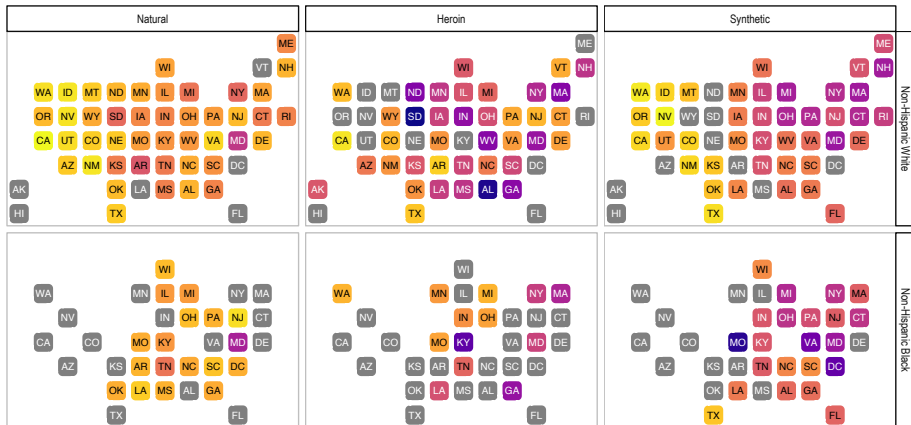 Natural
Heroin
Synthetic
Non-Hispanic White
ME
WI VT NH
WA ID MT ND MN IL MI NY MA
OR NV WY SD IA IN OH PA NJ CT RI
CA UT CO NE MO KY WV VA MD DE
AZ NM KS AR TN NC SC DC
AK OK LA MS AL GA
HI TX FL
ME
WI VT NH
WA ID MT ND MN IL MI NY MA
OR NV WY SD IA IN OH PA NJ CT RI
CA UT CO NE MO KY WV VA MD DE
AZ NM KS AR TN NC SC DC
AK OK LA MS AL GA
HI TX FL
ME
WI VT NH
WA ID MT ND MN IL MI NY MA
OR NV WY SD IA IN OH PA NJ CT RI
CA UT CO NE MO KY WV VA MD DE
AZ NM KS AR TN NC SC DC
AK OK LA MS AL GA
HI TX FL
Non-Hispanic Black
WI
WA MN IL MI NY MA
NV IN OH PA NJ CT
CA CO MO KY VA MD DE
AZ KS AR TN NC SC DC
OK LA MS AL GA
TX FL
WI
WA MN IL MI NY MA
NV IN OH PA NJ CT
CA CO MO KY VA MD DE
AZ KS AR TN NC SC DC
OK LA MS AL GA
TX FL
WI
WA MN IL MI NY MA
NV IN OH PA NJ CT
CA CO MO KY VA MD DE
AZ KS AR TN NC SC DC
OK LA MS AL GA
TX FL